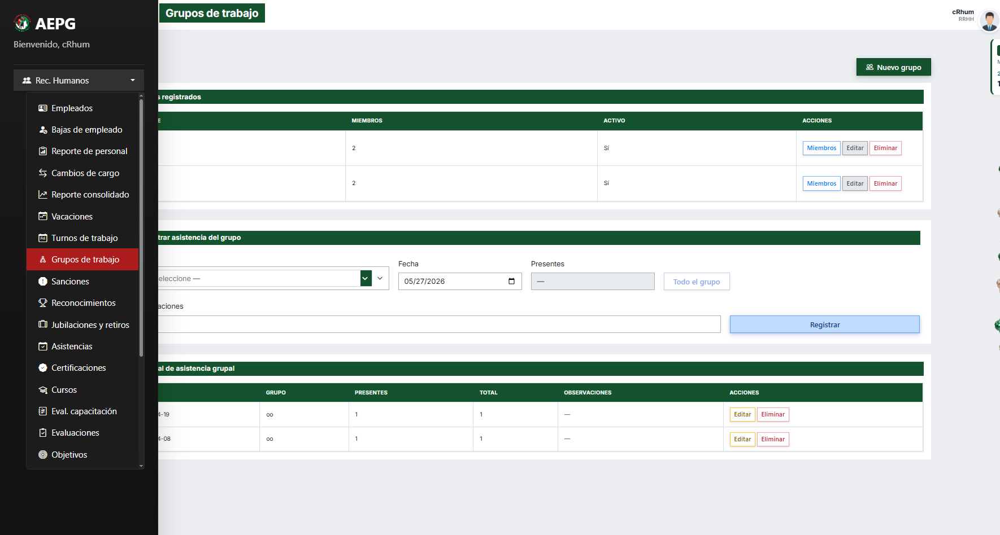 AEPG
Bienvenido, cRhum
Rec. Humanos
Empleados
Bajas de empleado
Reporte de personal
Cambios de cargo
Reporte consolidado
Vacaciones
Turnos de trabajo
Grupos de trabajo
Sanciones
Reconocimientos
Jubilaciones y retiros
Asistencias
Certificaciones
Cursos
Eval. capacitación
Evaluaciones
Objetivos
Grupos de trabajo
cRhum
RRHH
Nuevo grupo
s registrados
E MIEMBROS ACTIVO ACCIONES
2 Sí Miembros Editar Eliminar
2 Sí Miembros Editar Eliminar
trar asistencia del grupo
Fecha Presentes
eleccione — 05/27/2026 — Todo el grupo
aciones
Registrar
al de asistencia grupal
GRUPO PRESENTES TOTAL OBSERVACIONES ACCIONES
4-19 oo 1 1 — Editar Eliminar
4-08 oo 1 1 — Editar Eliminar